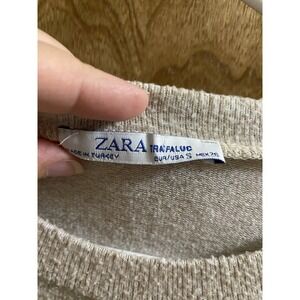 ZARA TRAFALUC
MADE IN TURKEY EUR/USA S MEX 26